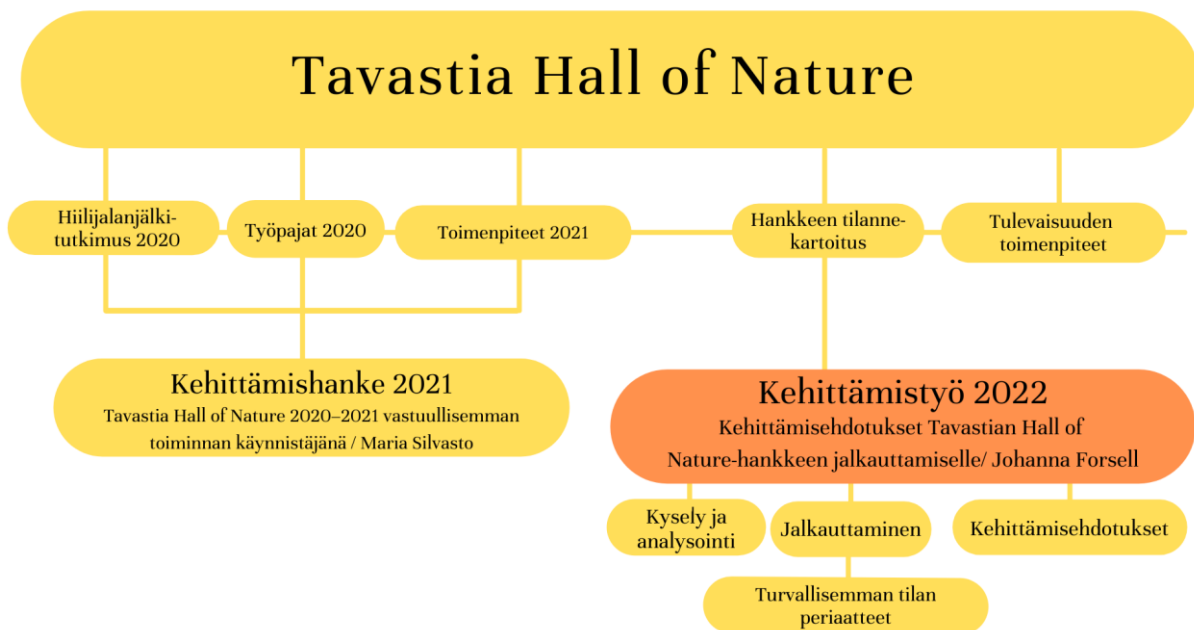 Tavastia Hall of Nature
Hiilijalanjälki-
tutkimus 2020
Työpajat 2020
Toimenpiteet 2021
Hankkeen tilanne-
kartoitus
Tulevaisuuden
toimenpiteet
Kehittämishanke 2021
Tavastia Hall of Nature 2020–2021 vastuullisemman
toiminnan käynnistäjänä / Maria Silvasto
Kehittämistyö 2022
Kehittämisehdotukset Tavastian Hall of
Nature-hankkeen jalkauttamiselle/ Johanna Forsell
Kysely ja
analysointi
Jalkauttaminen
Kehittämisehdotukset
Turvallisemman tilan
periaatteet